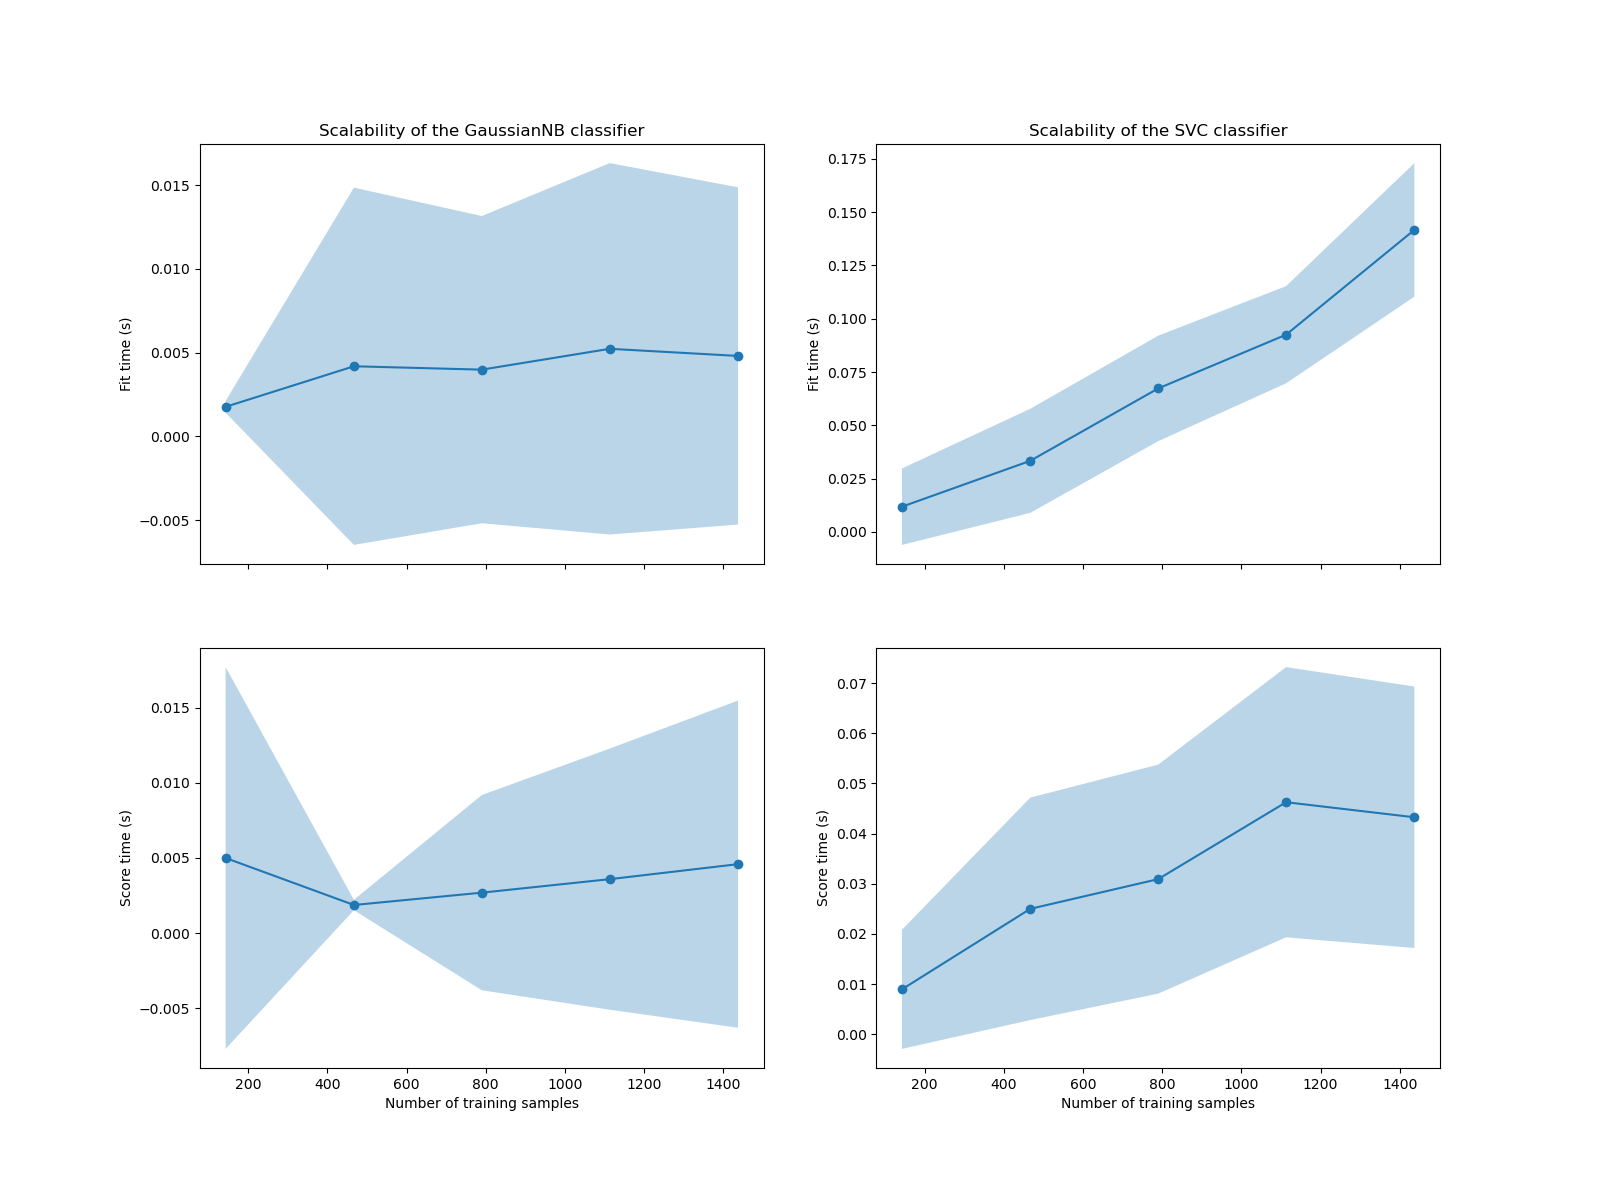 Scalability of the GaussianNB classifier
0.015
0.010
0.005
0.000
−0.005
Fit time (s)
Scalability of the SVC classifier
0.175
0.150
0.125
0.100
0.075
0.050
0.025
0.000
Fit time (s)
0.015
0.010
0.005
0.000
−0.005
Score time (s)
200 400 600 800 1000 1200 1400
Number of training samples
0.07
0.06
0.05
0.04
0.03
0.02
0.01
0.00
Score time (s)
200 400 600 800 1000 1200 1400
Number of training samples